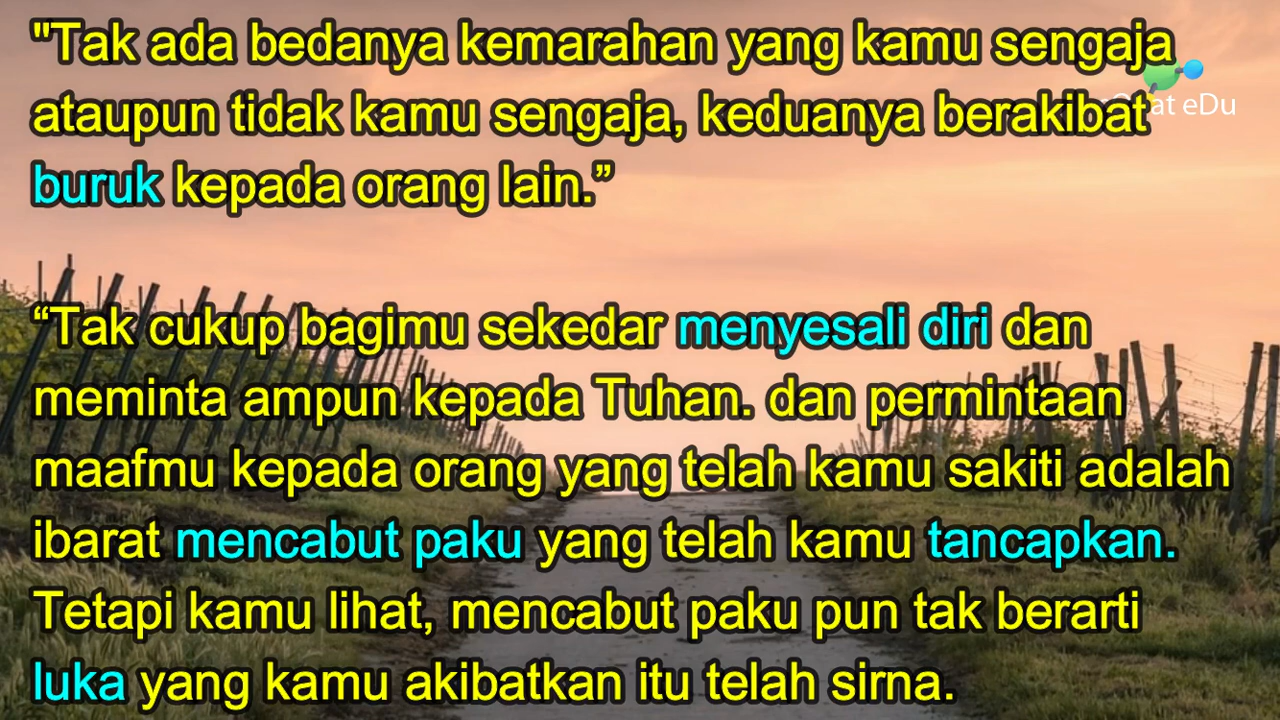 "Tak ada bedanya kemarahan yang kamu sengaja
ataupun tidak kamu sengaja, keduanya berakibat
buruk kepada orang lain.”
“Tak cukup bagimu sekedar menyesali diri dan
meminta ampun kepada Tuhan. dan permintaan
maafmu kepada orang yang telah kamu sakiti adalah
ibarat mencabut paku yang telah kamu tancapkan.
Tetapi kamu lihat, mencabut paku pun tak berarti
luka yang kamu akibatkan itu telah sirna.
eDu